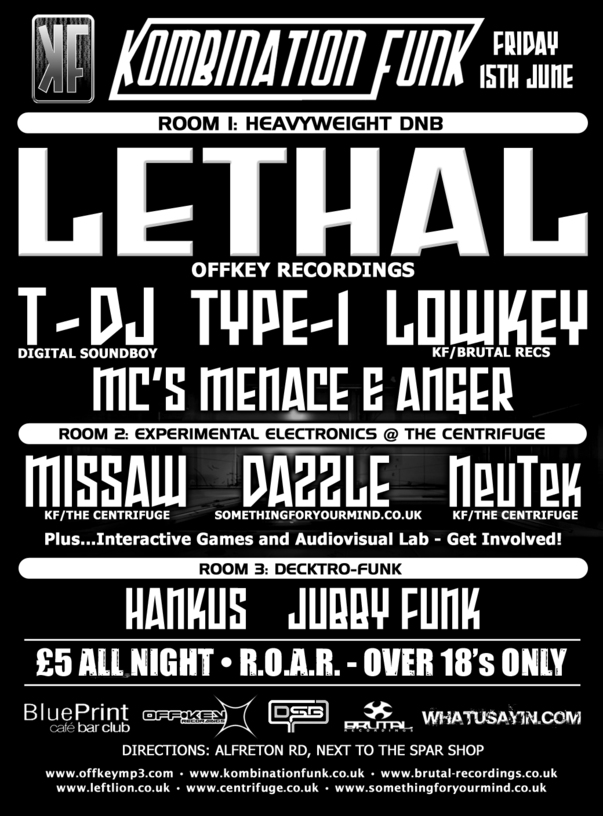 KF KOMBINATION FUNK FRIDAY
15TH JUNE
ROOM 1: HEAVYWEIGHT DNB
LETHAL
OFFKEY RECORDINGS
T-DJ TYPE-1 LOWKEY
DIGITAL SOUNDBOY KF/BRUTAL RECS
MC'S MENACE & ANGER
ROOM 2: EXPERIMENTAL ELECTRONICS @ THE CENTRIFUGE
MISSAW DAZZLE NEUTEK
KF/THE CENTRIFUGE SOMETHINGFORYOURMIND.CO.UK KF/THE CENTRIFUGE
Plus...Interactive Games and Audiovisual Lab - Get Involved!
ROOM 3: DECKTRO-FUNK
HANKUS JUBBY FUNK
£5 ALL NIGHT • R.O.A.R. - OVER 18's ONLY
BluePrint OFF-KEY DSB BRUTAL WHATUSAYIN.COM
café bar club RECORDINGS RECORDINGS
DIRECTIONS: ALFRETON RD, NEXT TO THE SPAR SHOP
www.offkeymp3.com • www.kombinationfunk.co.uk • www.brutal-recordings.co.uk
www.leftlion.co.uk • www.centrifuge.co.uk • www.somethingforyourmind.co.uk